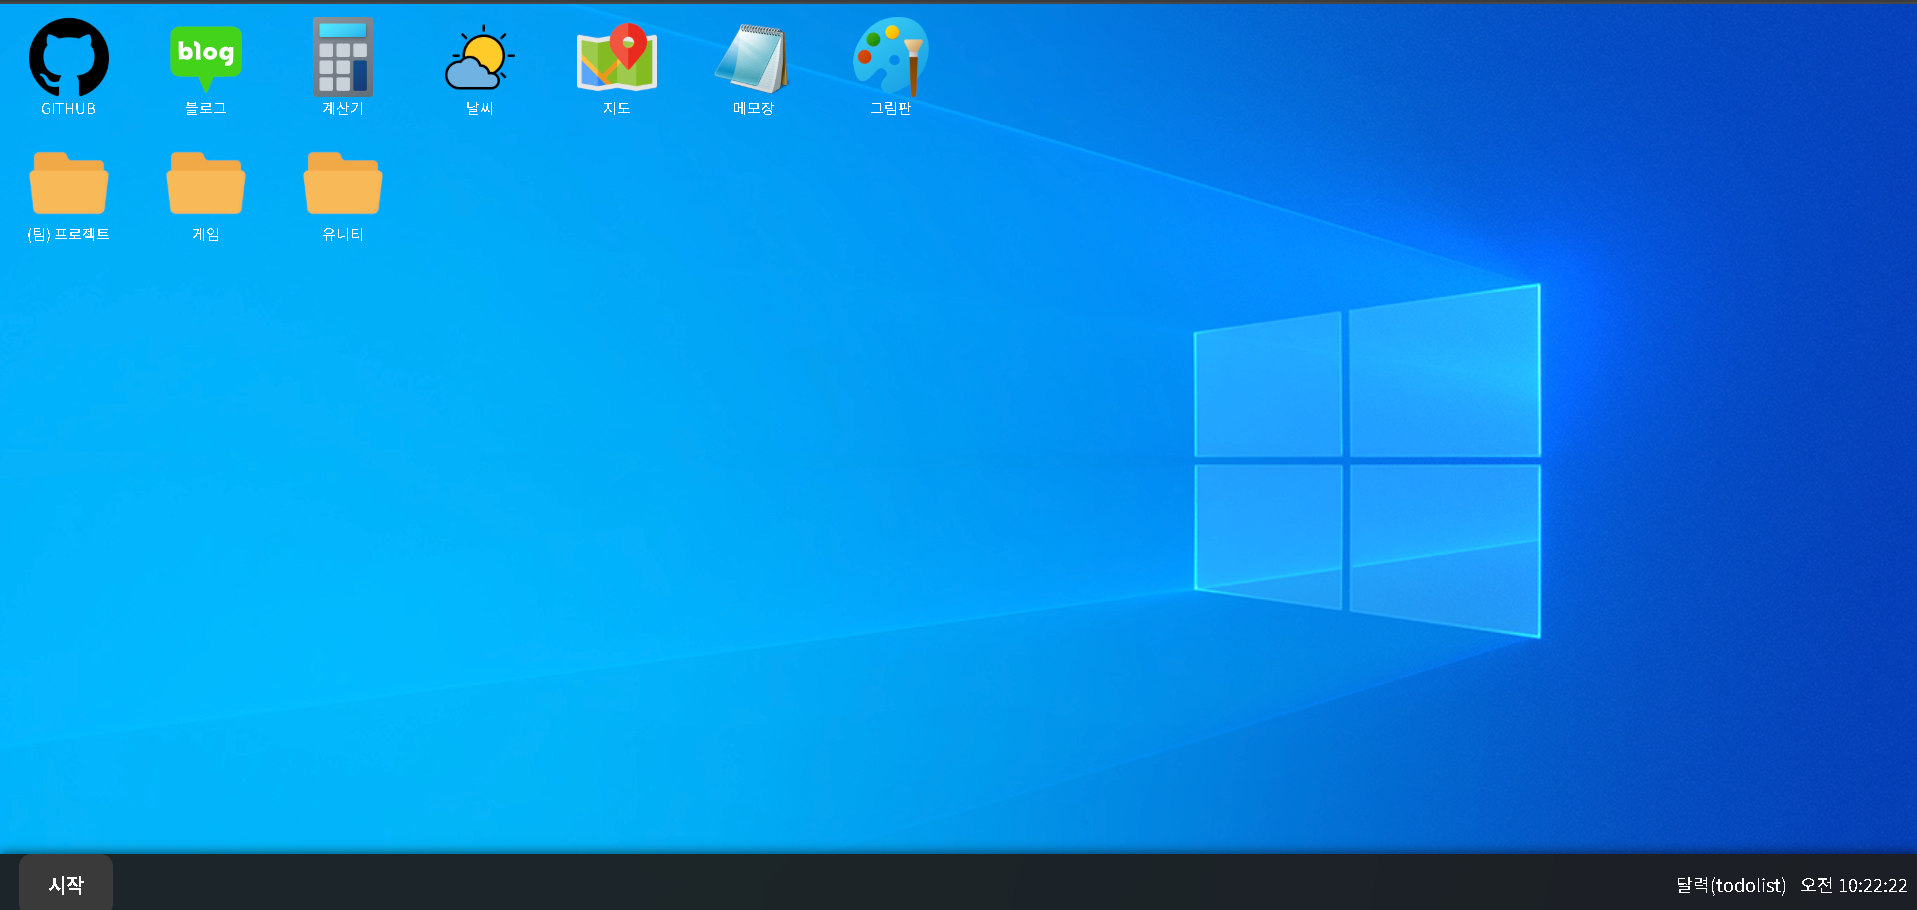 GITHUB
blog
블로그
계산기
날씨
지도
메모장
그림판
(팀) 프로젝트
게임
유니티
시작
달력(todolist)
오전 10:22:22